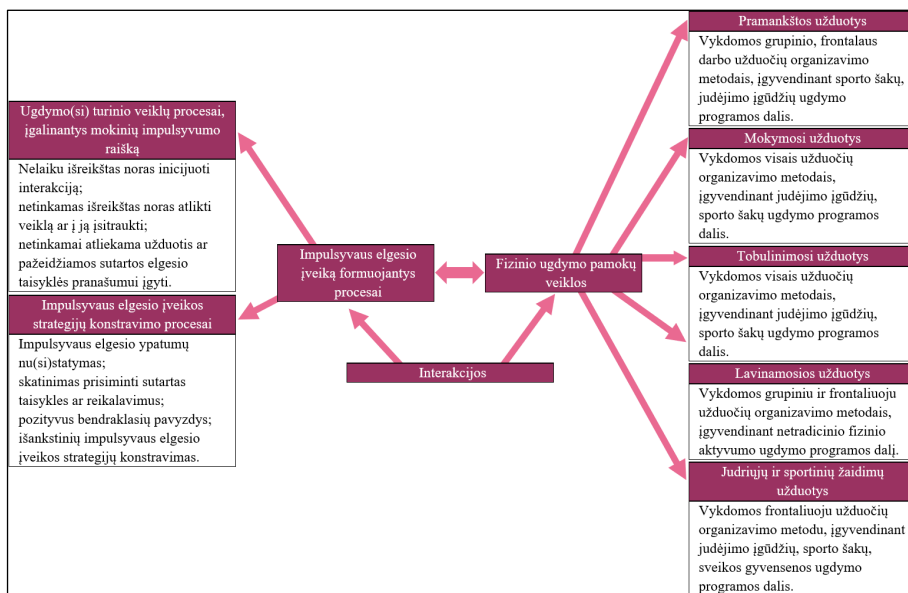 Ugdymo(si) turinio veiklų procesai,
įgalinantys mokinių impulsyvumo
raišką
Nelaiku išreikštas noras inicijuoti
interakciją;
netinkamas išreikštas noras atlikti
veiklą ar į ją įsitraukti;
netinkamai atliekama užduotis ar
pažeidžiamos sutartos elgesio
taisyklės pranašumui įgyti.
Impulsyvaus elgesio įveikos
strategijų konstravimo procesai
Impulsyvaus elgesio ypatumų
nu(si)statymas;
skatinimas prisiminti sutartas
taisykles ar reikalavimus;
pozityvus bendraklasių pavyzdys;
išankstinių impulsyvaus elgesio
įveikos strategijų konstravimas.
Impulsyvaus elgesio
įveiką formuojantys
procesai
Interakcijos
Fizinio ugdymo pamokų
veiklos
Pramankštos užduotys
Vykdomos grupinio, frontalaus
darbo užduočių organizavimo
metodais, įgyvendinant sporto šakų,
judėjimo įgūdžių ugdymo
programos dalis.
Mokymosi užduotys
Vykdomos visais užduočių
organizavimo metodais,
įgyvendinant judėjimo įgūdžių,
sporto šakų ugdymo programos
dalis.
Tobulinimosi užduotys
Vykdomos visais užduočių
organizavimo metodais,
įgyvendinant judėjimo įgūdžių,
sporto šakų ugdymo programos
dalis.
Lavinamosios užduotys
Vykdomos grupiniu ir frontaliuoju
užduočių organizavimo metodais,
įgyvendinant netradicinio fizinio
aktyvumo ugdymo programos dalį.
Judriųjų ir sportinių žaidimų
užduotys
Vykdomos frontaliuoju užduočių
organizavimo metodu, įgyvendinant
judėjimo įgūdžių, sporto šakų,
sveikos gyvensenos ugdymo
programos dalis.